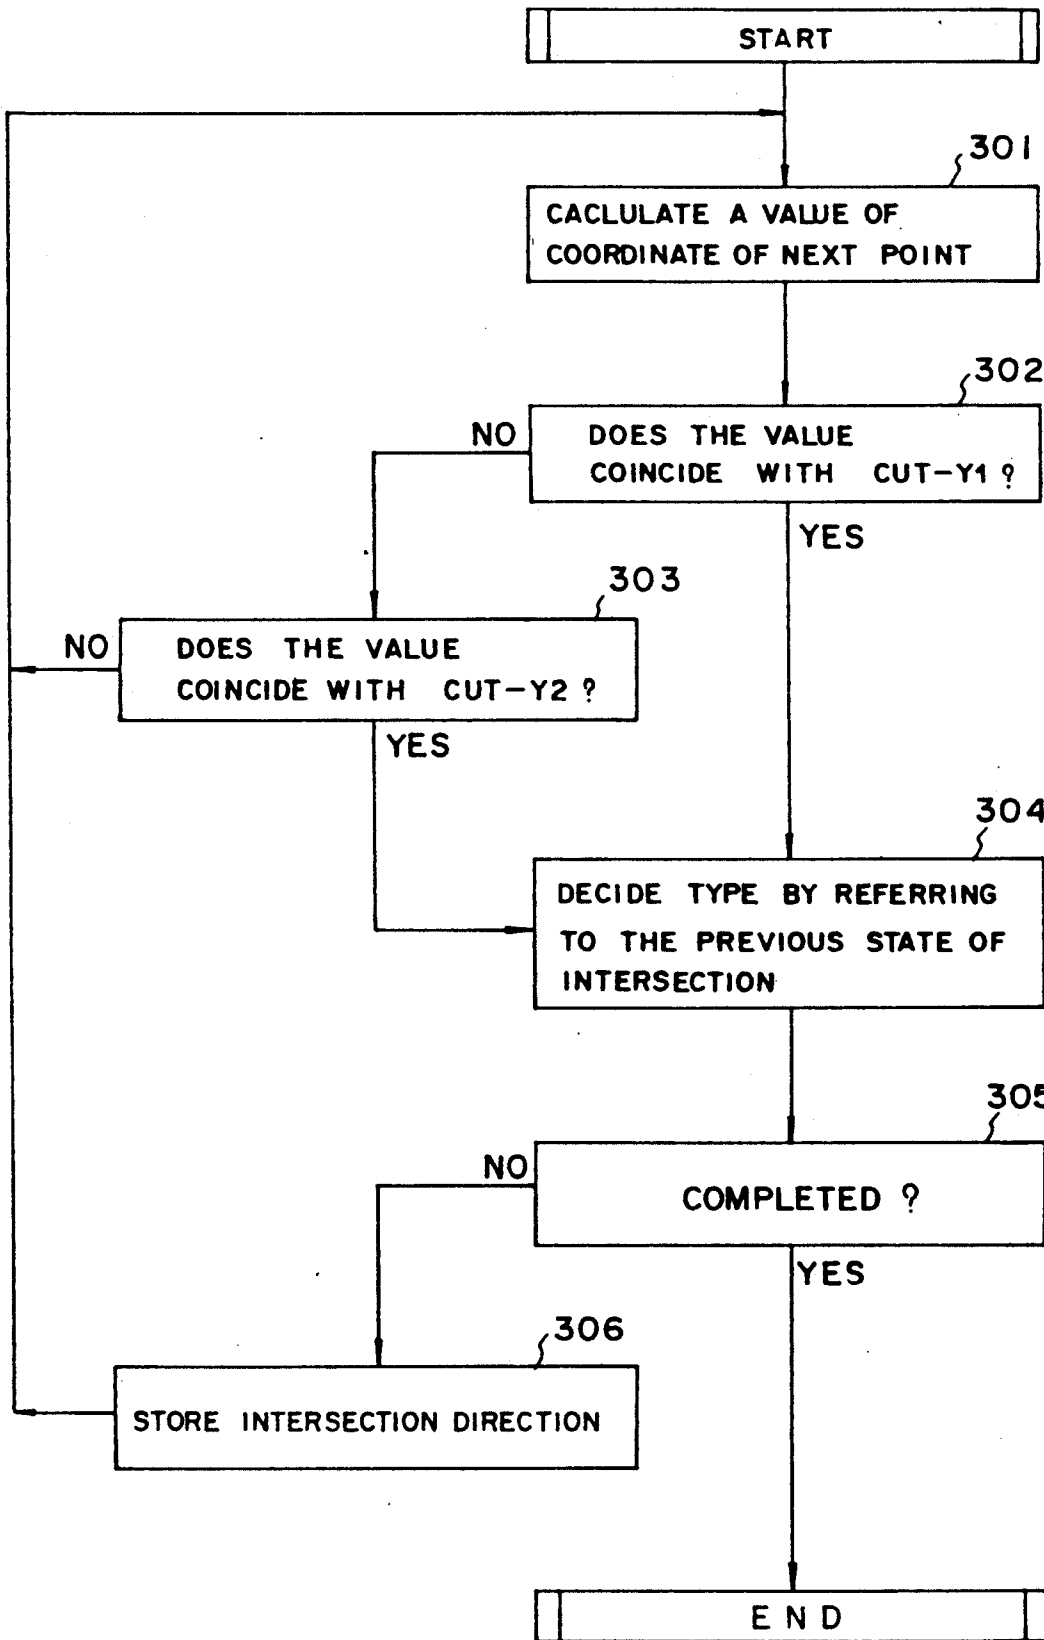 START
301
CACLULATE A VALUE OF
COORDINATE OF NEXT POINT
302
NO
DOES THE VALUE
COINCIDE WITH CUT-Y1 ?
YES
303
NO
DOES THE VALUE
COINCIDE WITH CUT-Y2 ?
YES
304
DECIDE TYPE BY REFERRING
TO THE PREVIOUS STATE OF
INTERSECTION
305
NO
COMPLETED ?
YES
306
STORE INTERSECTION DIRECTION
END